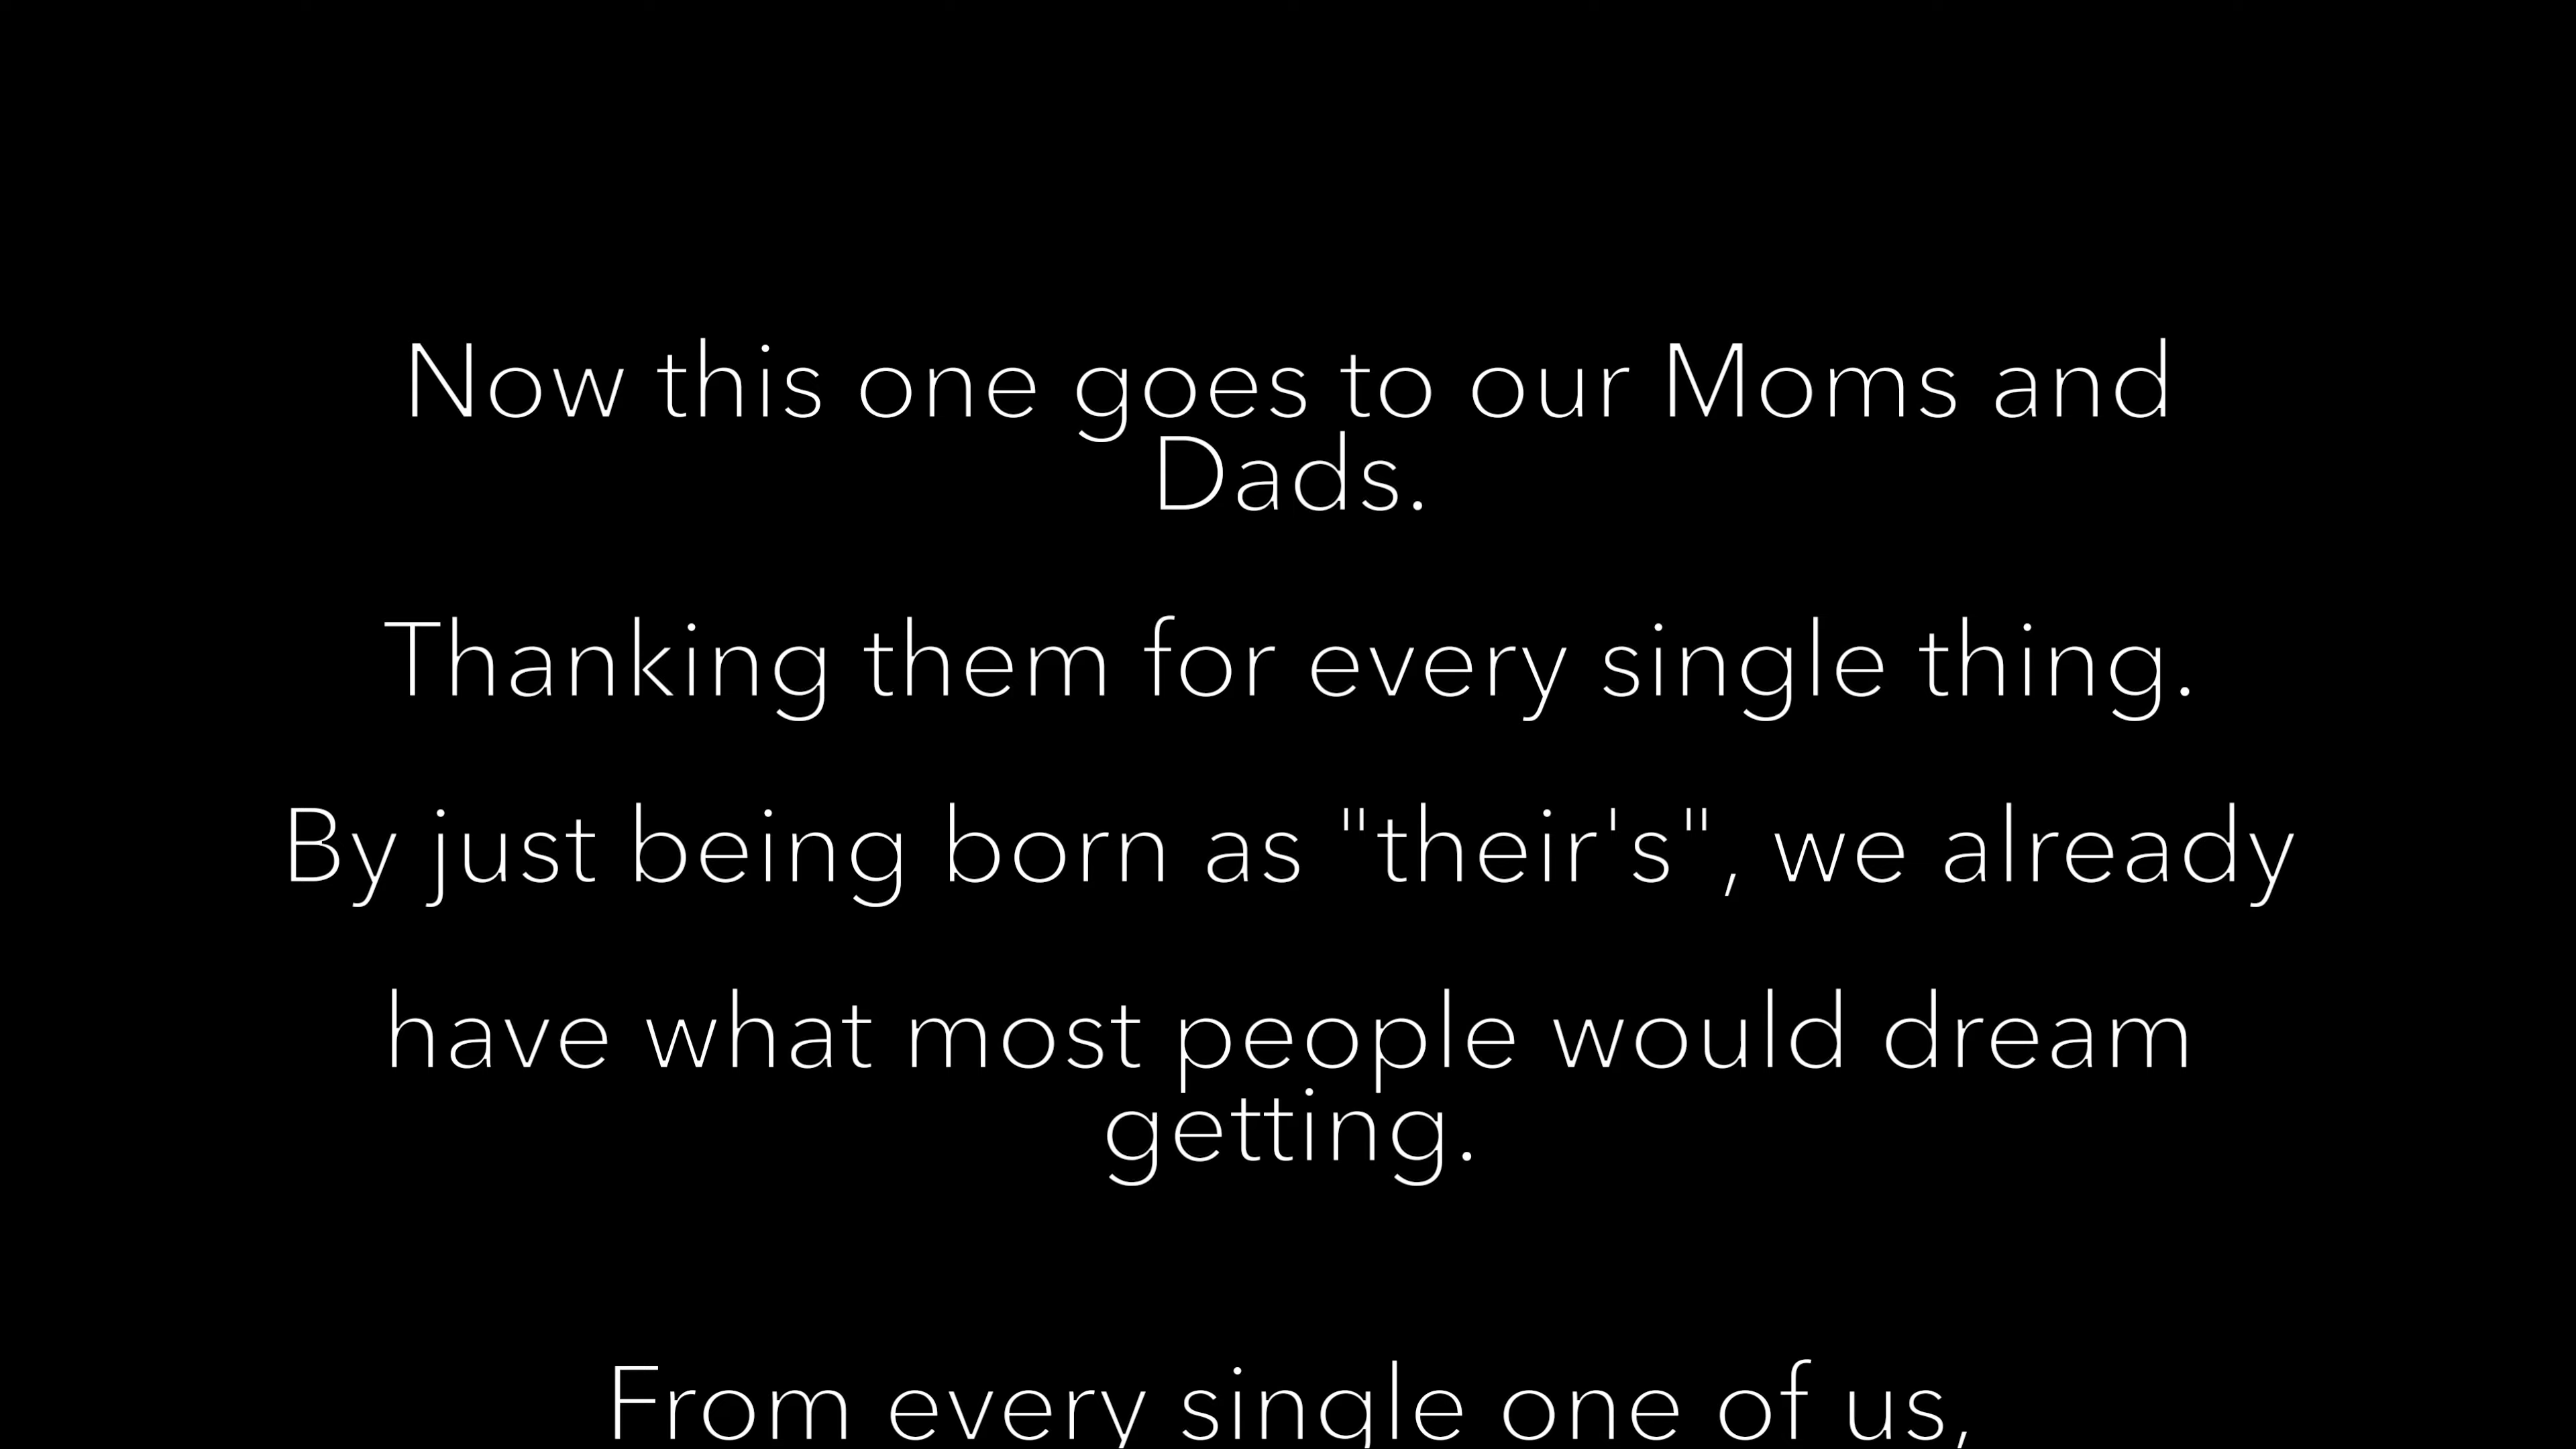 Now this one goes to our Moms and
Dads.
Thanking them for every single thing.
By just being born as "their's", we already
have what most people would dream
getting.
From every single one of us,